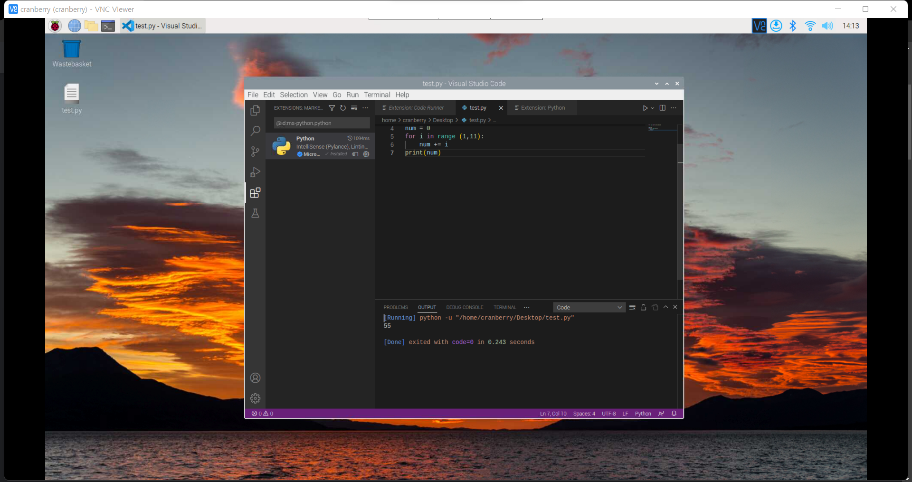 cranberry (cranberry) - VNC Viewer
test.py - Visual Studi...
14:13
Wastebasket
test.py
test.py - Visual Studio Code
File Edit Selection View Go Run Terminal Help
EXTENSIONS: MARKE...
Extension: Code Runner
test.py
Extension: Python
@id:ms-python.python
home > cranberry > Desktop > test.py > ...
Python
IntelliSense (Pylance), Lintin...
Micros...
Installed
4 num = 0
5 for i in range (1,11):
6 num += i
7 print(num)
PROBLEMS OUTPUT DEBUG CONSOLE TERMINAL ...
Code
[Running] python -u "/home/cranberry/Desktop/test.py"
55
[Done] exited with code=0 in 0.243 seconds
0 0
Ln 7, Col 13 Spaces: 4 UTF-8 LF Python